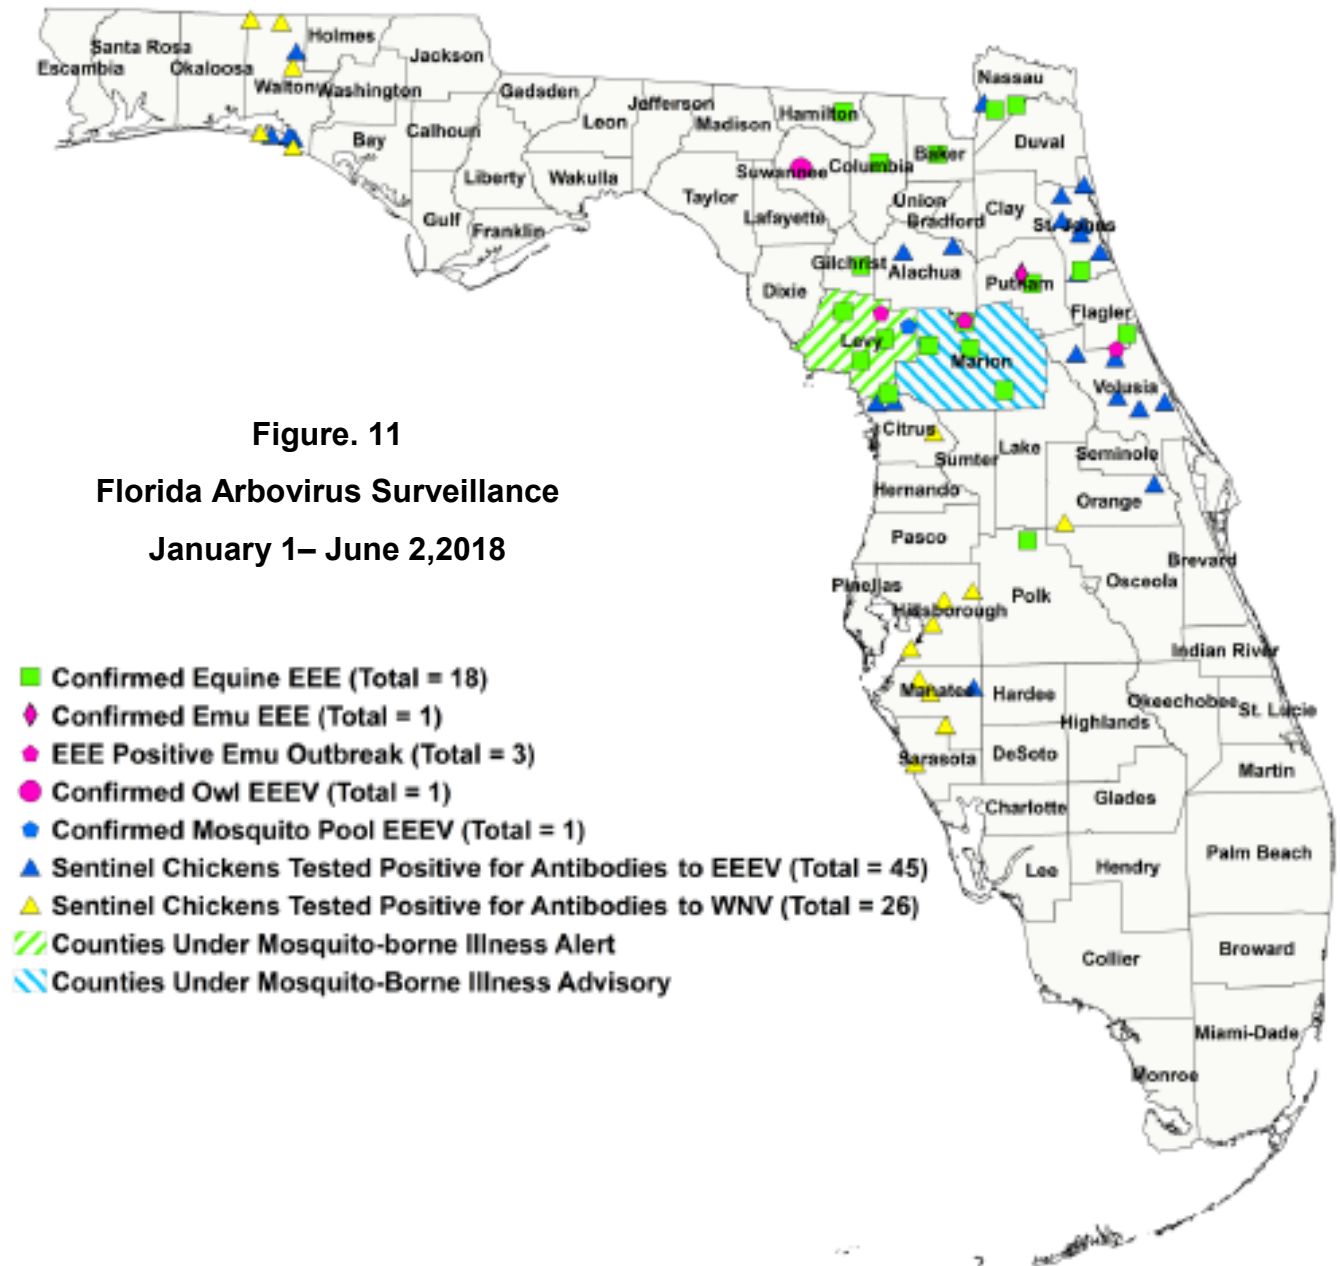 Nassau
Holmes
Santa Rosa
Jackson
Escambia
Okaloosa
Walton
Washington
Gadsden
Jefferson
Hamilton
Leon
Madison
Calhoun
Bay
Duval
Baker
Columbia
Suwannee
Liberty
Wakulla
Taylor
Union
Clay
Lafayette
Bradford
St. Johns
Gulf
Franklin
Gilchrist
Alachua
Putnam
Dixie
Flagler
Levy
Marion
Volusia
Figure. 11
Citrus
Lake
Seminole
Sumter
Florida Arbovirus Surveillance
Hernando
Orange
January 1– June 2,2018
Pasco
Brevard
Osceola
Pinellas
Polk
Hillsborough
Indian River
Confirmed Equine EEE (Total = 18)
Manatee
Hardee
Okeechobee
St. Lucie
Confirmed Emu EEE (Total = 1)
Highlands
EEE Positive Emu Outbreak (Total = 3)
Sarasota
DeSoto
Martin
Confirmed Owl EEEV (Total = 1)
Charlotte
Glades
Confirmed Mosquito Pool EEEV (Total = 1)
Palm Beach
Sentinel Chickens Tested Positive for Antibodies to EEEV (Total = 45)
Lee
Hendry
Sentinel Chickens Tested Positive for Antibodies to WNV (Total = 26)
Counties Under Mosquito-borne Illness Alert
Broward
Collier
Counties Under Mosquito-Borne Illness Advisory
Miami-Dade
Monroe